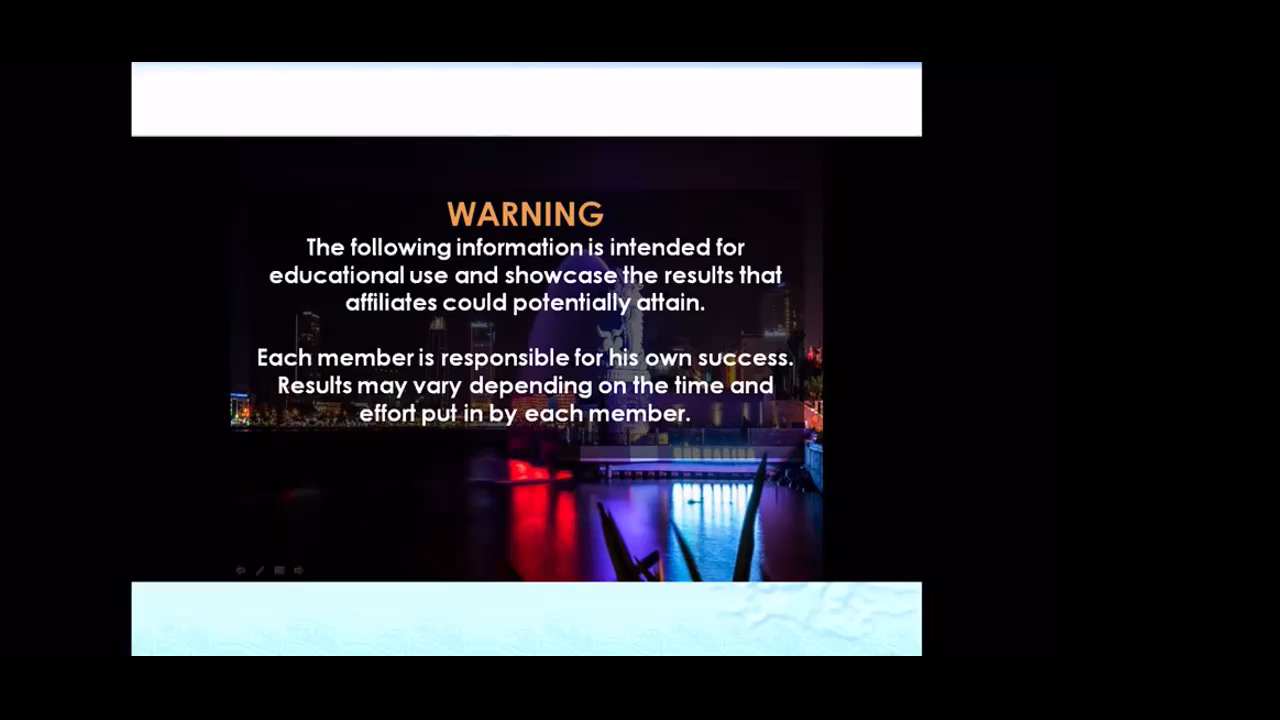 WARNING
The following information is intended for
educational use and showcase the results that
affiliates could potentially attain.
Each member is responsible for his own success.
Results may vary depending on the time and
effort put in by each member.